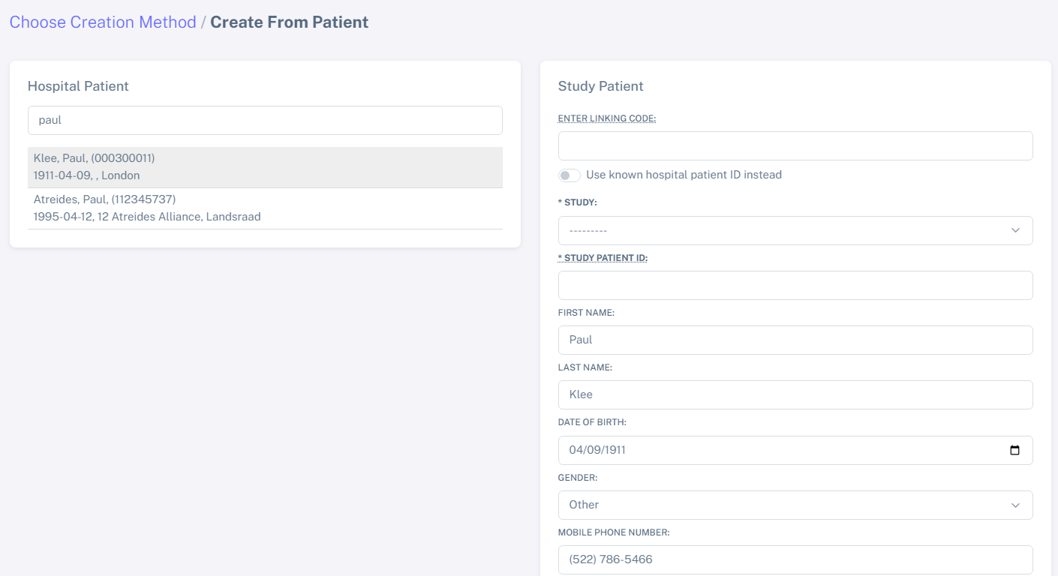 Choose Creation Method / Create From Patient
Hospital Patient
paul
Klee, Paul, (000300011)
1911-04-09, , London
Atreides, Paul, (112345737)
1995-04-12, 12 Atreides Alliance, Landsraad
Study Patient
ENTER LINKING CODE:
Use known hospital patient ID instead
* STUDY:
---------
* STUDY PATIENT ID:
FIRST NAME:
Paul
LAST NAME:
Klee
DATE OF BIRTH:
04/09/1911
GENDER:
Other
MOBILE PHONE NUMBER:
(522) 786-5466